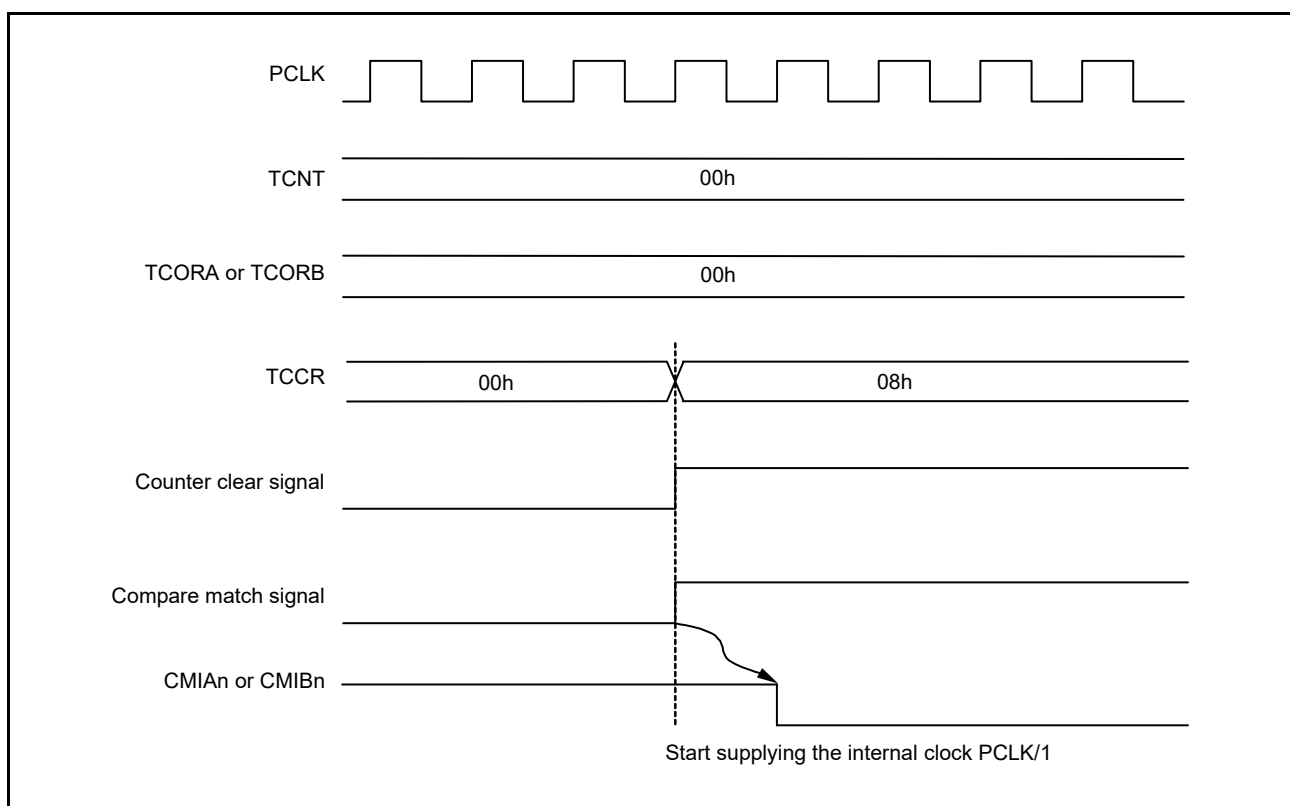 PCLK
TCNT
00h
TCORA or TCORB
00h
TCCR
00h
08h
Counter clear signal
Compare match signal
CMIAn or CMIBn
Start supplying the internal clock PCLK/1